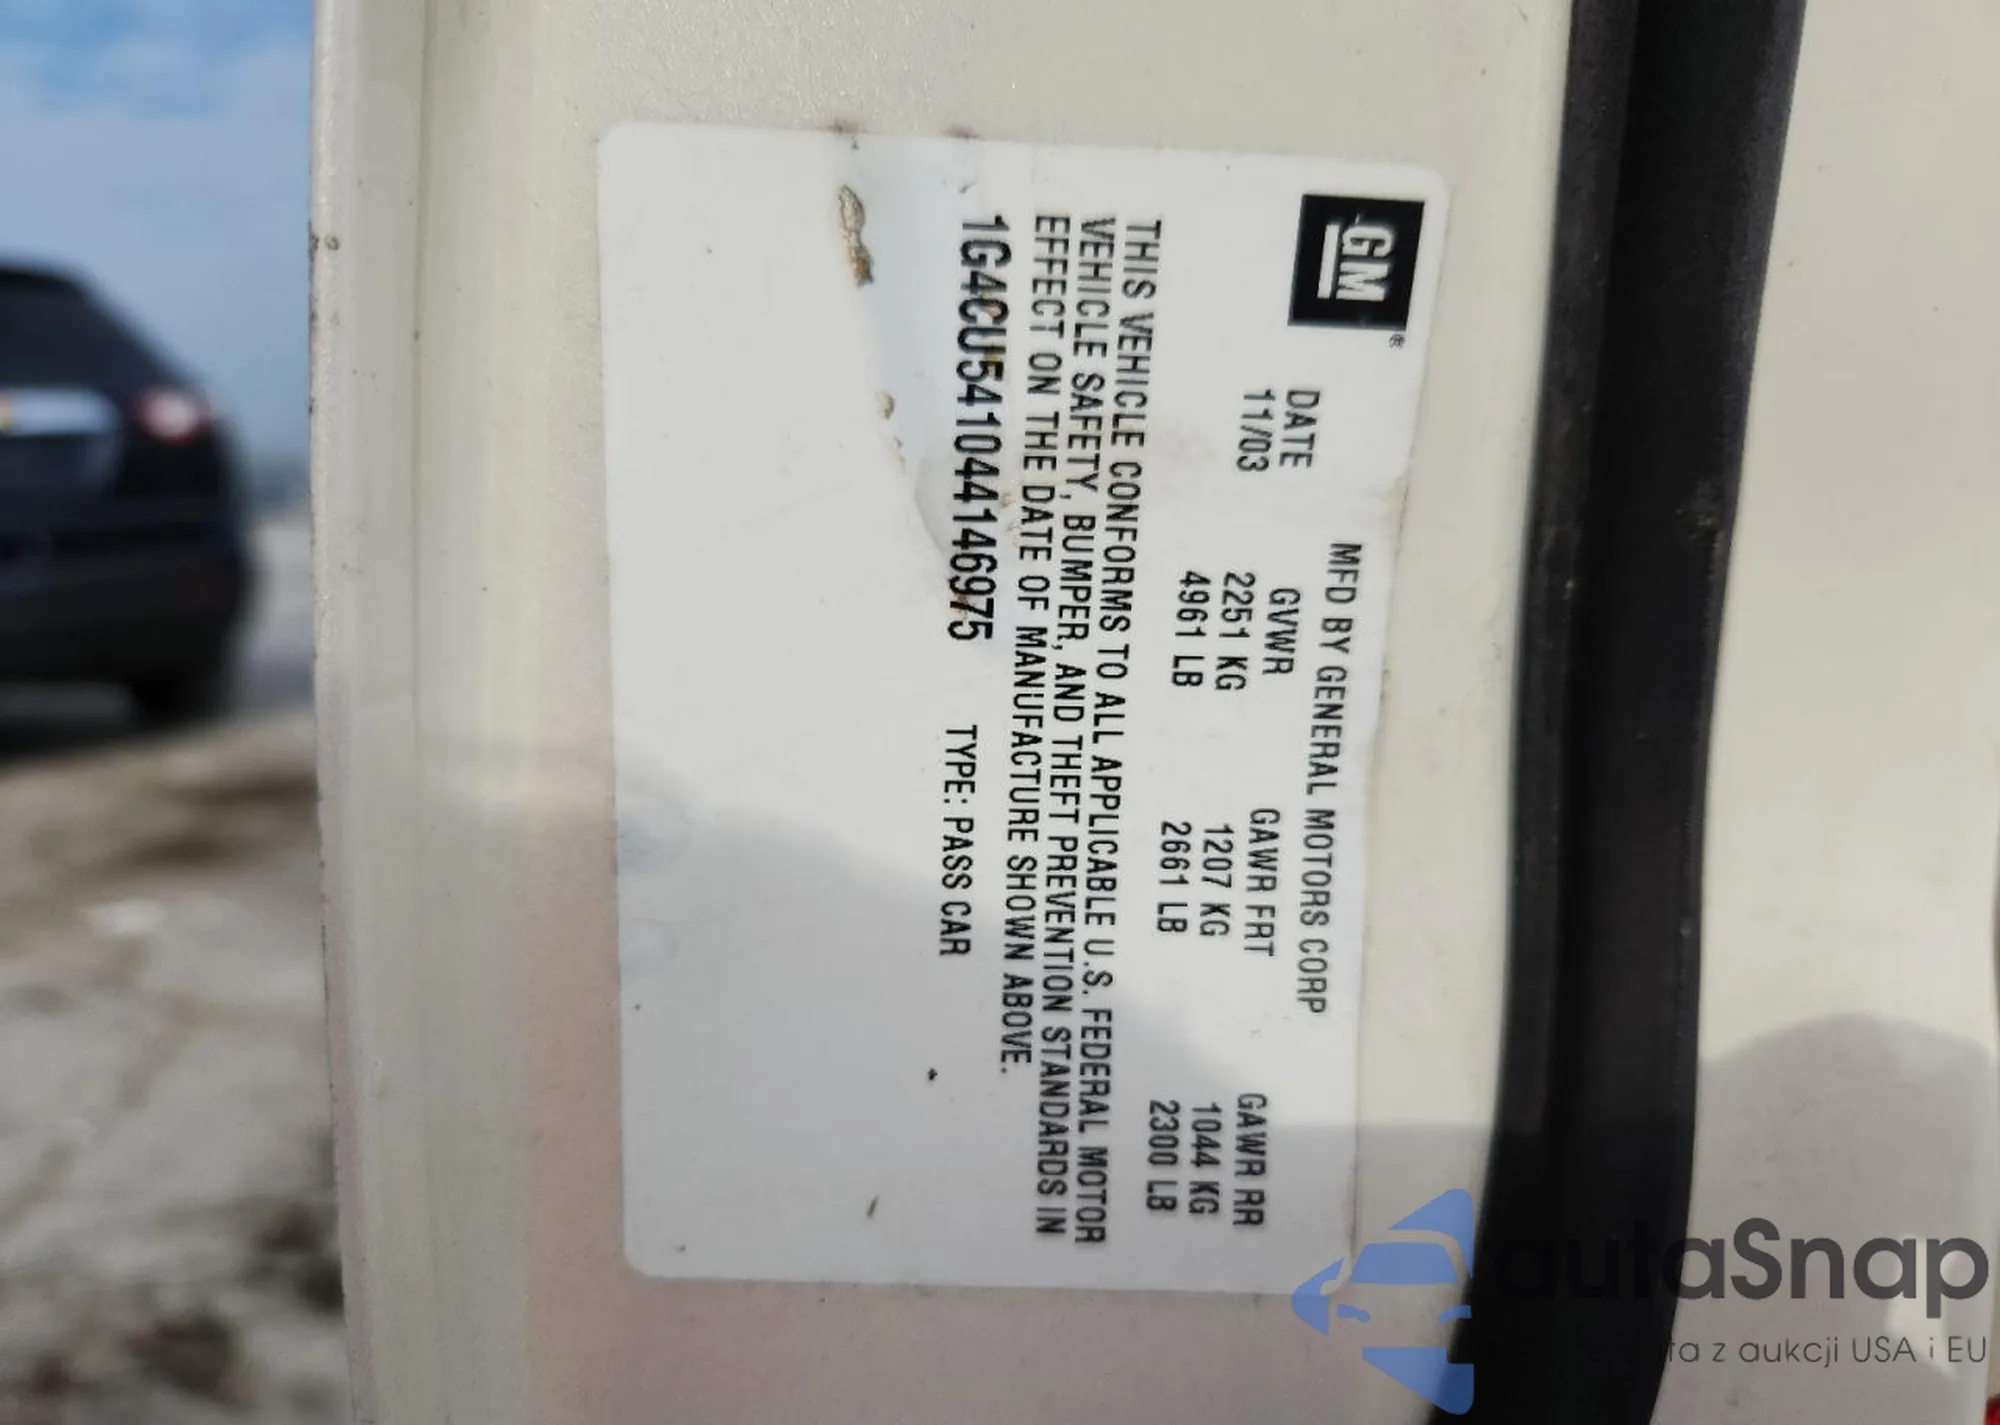 GM®
MFD BY GENERAL MOTORS CORP
DATE GVWR GAWR FRT GAWR RR
11/03 2251 KG 1207 KG 1044 KG
4961 LB 2661 LB 2300 LB
THIS VEHICLE CONFORMS TO ALL APPLICABLE U.S. FEDERAL MOTOR
VEHICLE SAFETY, BUMPER, AND THEFT PREVENTION STANDARDS IN
EFFECT ON THE DATE OF MANUFACTURE SHOWN ABOVE.
1G4CU541044146975 TYPE: PASS CAR
autaSnap
z aukcji USA i EU